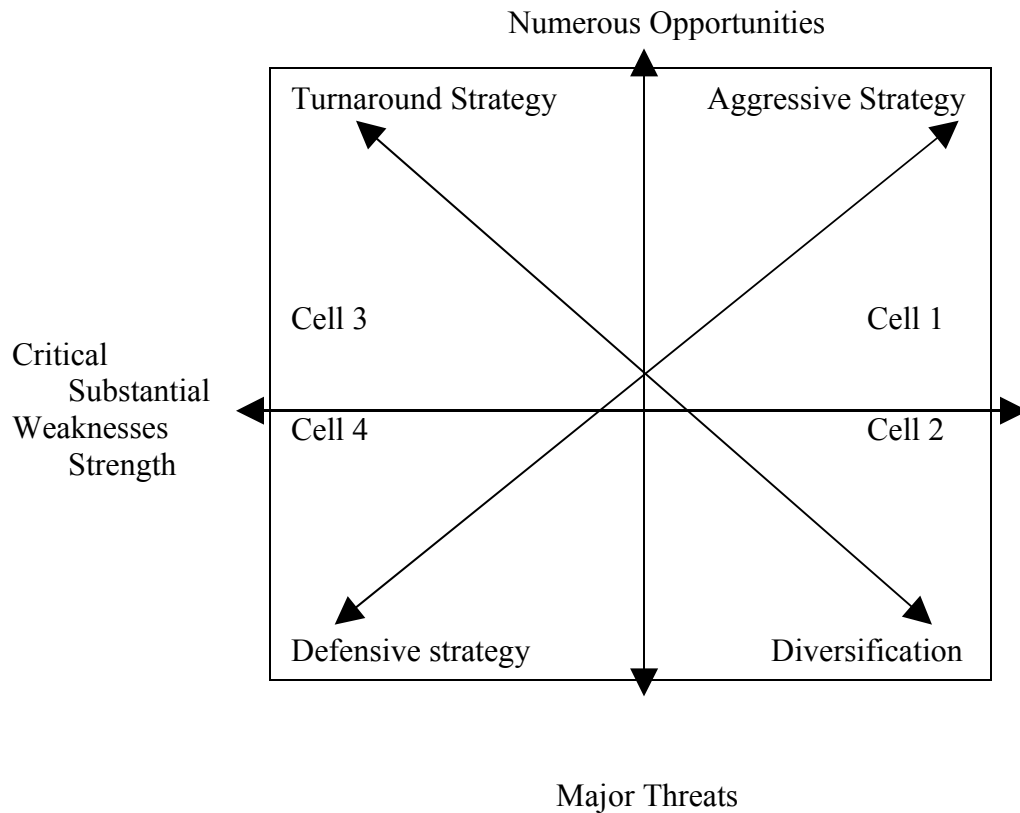 Numerous Opportunities
Turnaround Strategy
Aggressive Strategy
Cell 3
Cell 1
Critical
Substantial
Weaknesses
Strength
Cell 4
Cell 2
Defensive strategy
Diversification
Major Threats